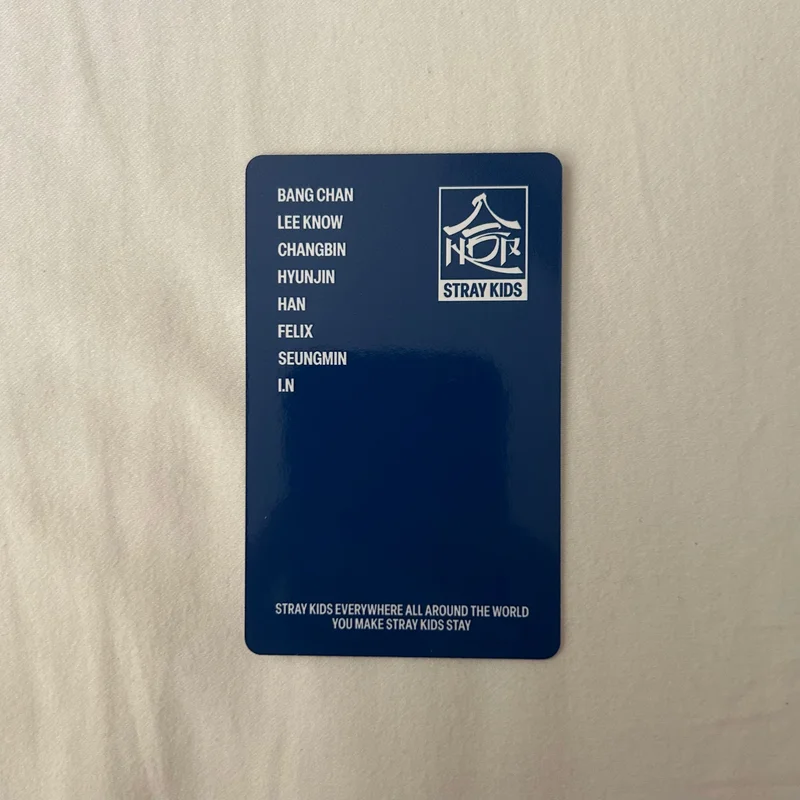 BANG CHAN
LEE KNOW
CHANGBIN
HYUNJIN
HAN
FELIX
SEUNGMIN
I.N
STRAY KIDS
STRAY KIDS EVERYWHERE ALL AROUND THE WORLD
YOU MAKE STRAY KIDS STAY